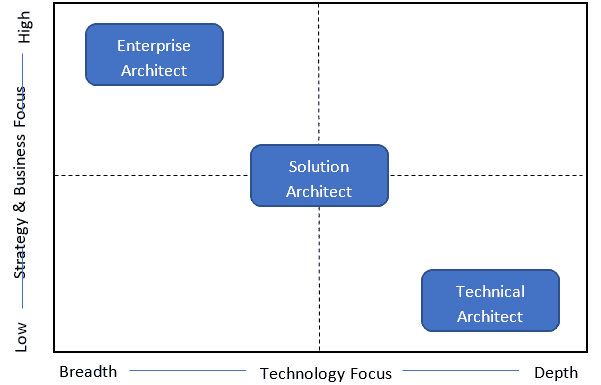 High
Strategy & Business Focus
Low
Enterprise
Architect
Solution
Architect
Technical
Architect
Breadth
Technology Focus
Depth